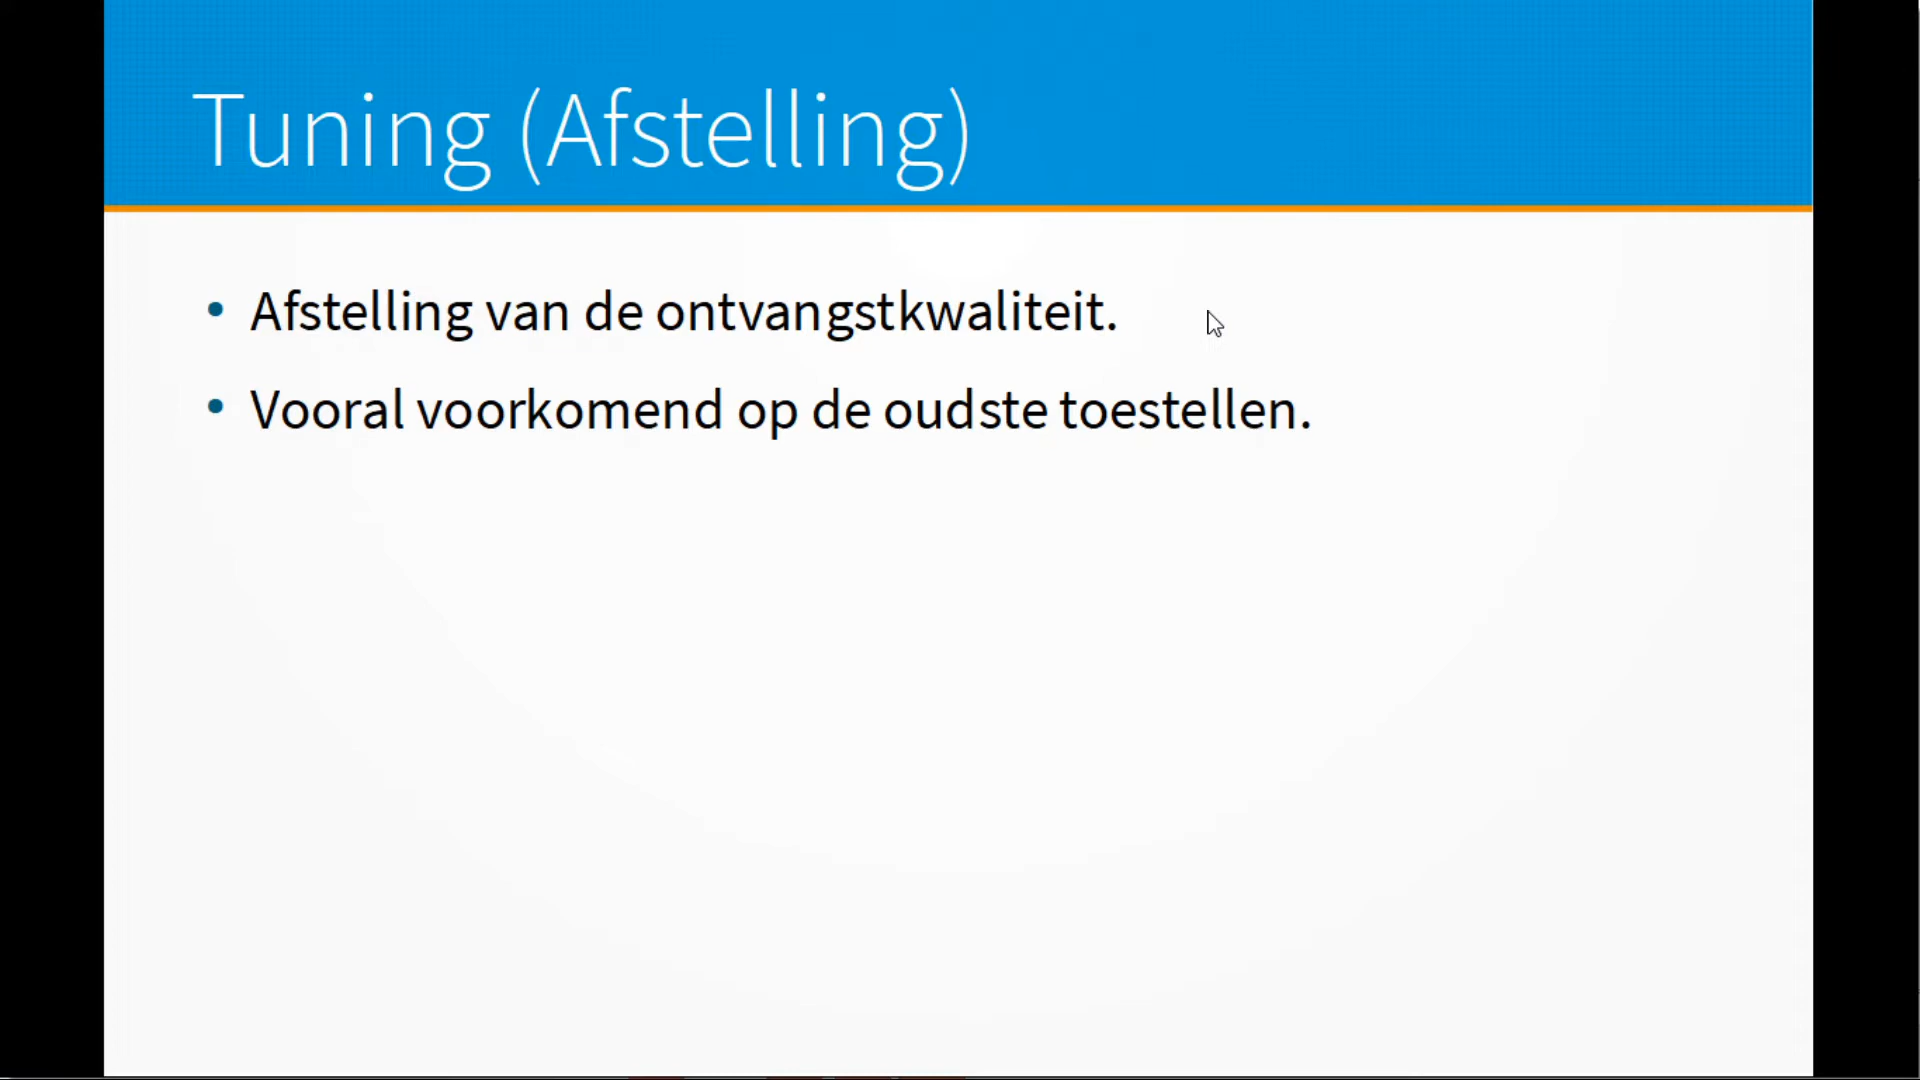 Tuning (Afstelling)
Afstelling van de ontvangstkwaliteit.
Vooral voorkomend op de oudste toestellen.